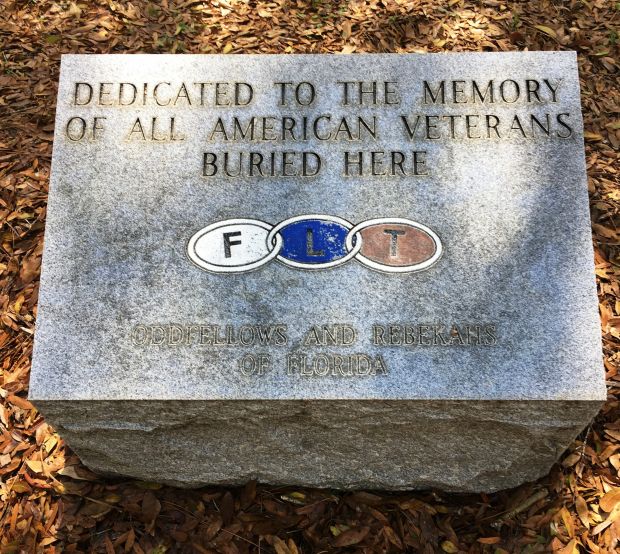 DEDICATED TO THE MEMORY
OF ALL AMERICAN VETERANS
BURIED HERE
F L T
ODDFELLOWS AND REBEKAHS
OF FLORIDA